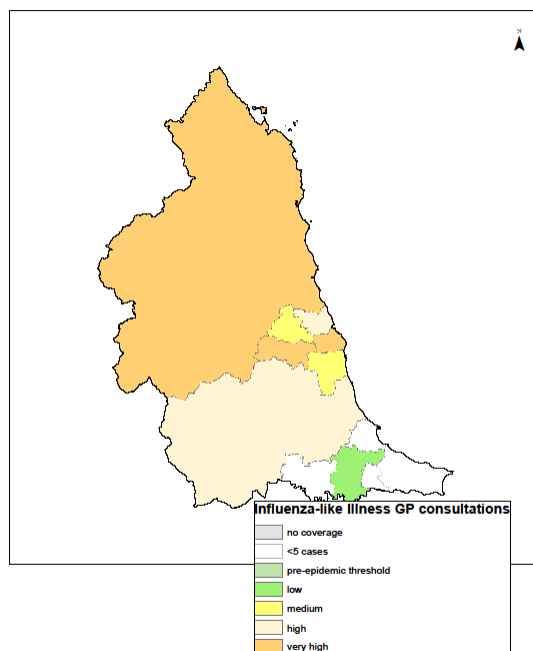 N
Influenza-like Illness GP consultations
no coverage
<5 cases
pre-epidemic threshold
low
medium
high
very high